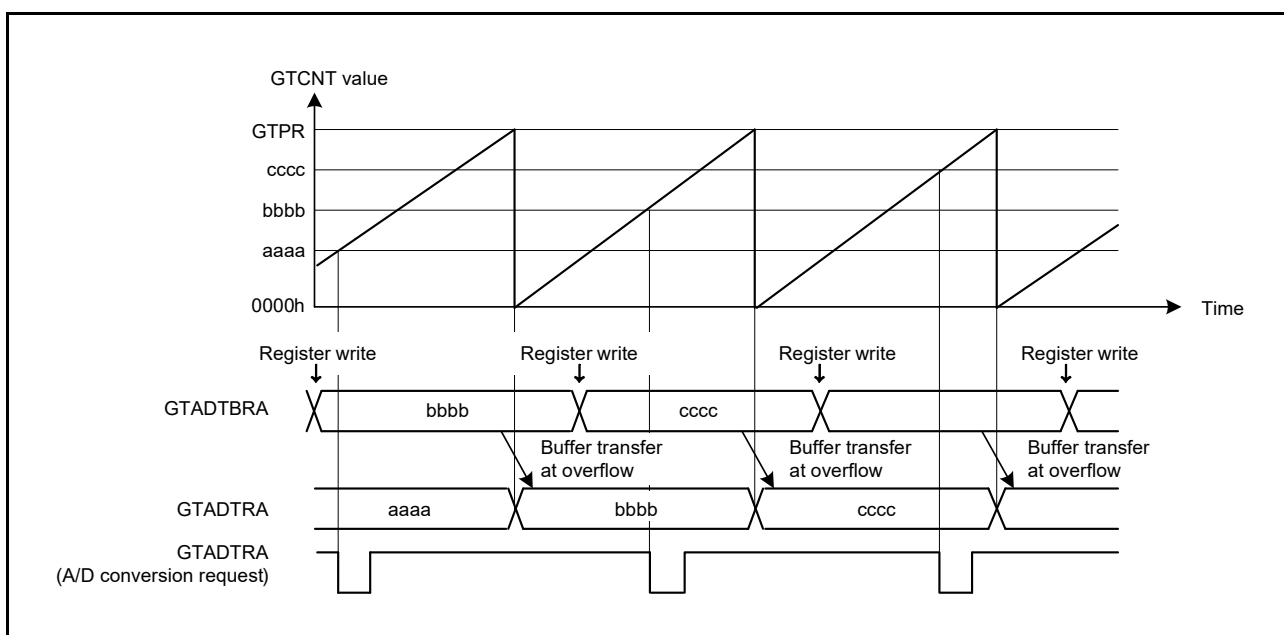 GTCNT value
GTPR
cccc
bbbb
aaaa
0000h
Time
Register write Register write Register write Register write
GTADTBRA bbbb cccc
Buffer transfer at overflow Buffer transfer at overflow Buffer transfer at overflow
GTADTRA aaaa bbbb cccc
GTADTRA
(A/D conversion request)